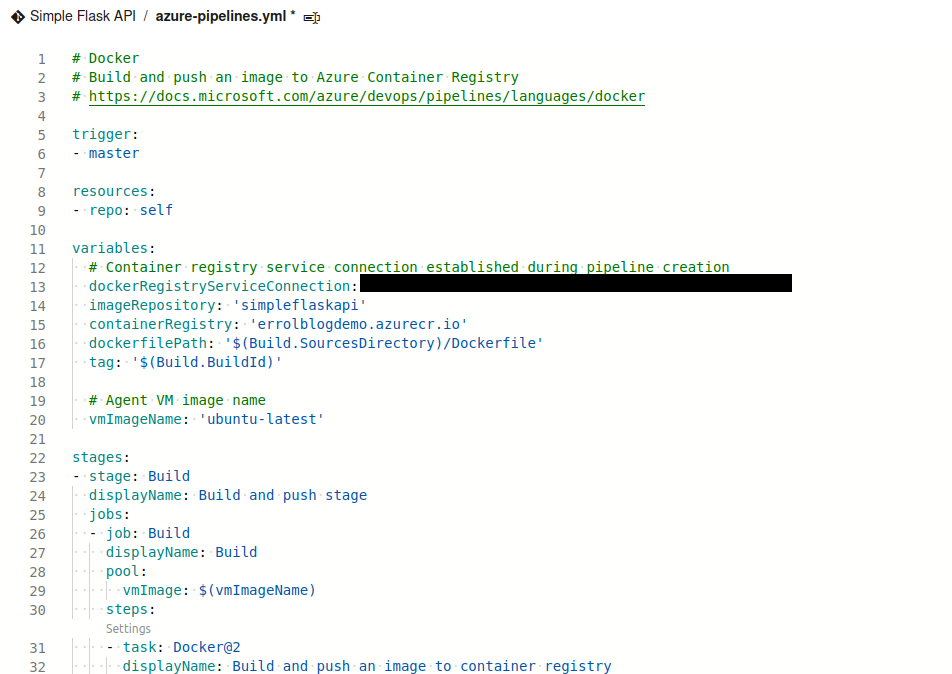 Simple Flask API / azure-pipelines.yml *
1 # Docker
2 # Build and push an image to Azure Container Registry
3 # https://docs.microsoft.com/azure/devops/pipelines/languages/docker
4
5 trigger:
6 - master
7
8 resources:
9 - repo: self
10
11 variables:
12   # Container registry service connection established during pipeline creation
13   dockerRegistryServiceConnection:
14   imageRepository: 'simpleflaskapi'
15   containerRegistry: 'errolblogdemo.azurecr.io'
16   dockerfilePath: '$(Build.SourcesDirectory)/Dockerfile'
17   tag: '$(Build.BuildId)'
18
19   # Agent VM image name
20   vmImageName: 'ubuntu-latest'
21
22 stages:
23 - stage: Build
24   displayName: Build and push stage
25   jobs:
26   - job: Build
27     displayName: Build
28     pool:
29       vmImage: $(vmImageName)
30     steps:
Settings
31     - task: Docker@2
32       displayName: Build and push an image to container registry